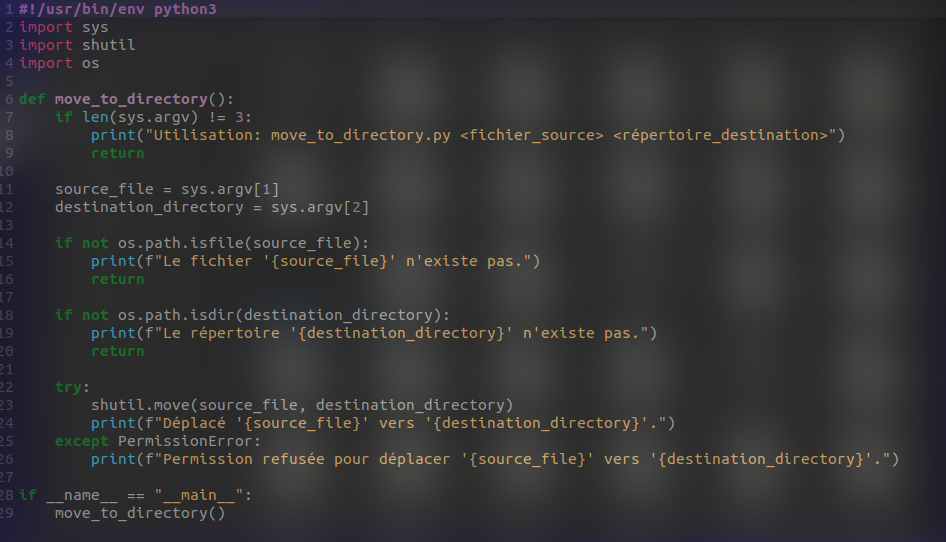 1 #!/usr/bin/env python3
2 import sys
3 import shutil
4 import os
5
6 def move_to_directory():
7     if len(sys.argv) != 3:
8         print("Utilisation: move_to_directory.py <fichier_source> <répertoire_destination>")
9         return
10
11     source_file = sys.argv[1]
12     destination_directory = sys.argv[2]
13
14     if not os.path.isfile(source_file):
15         print(f"Le fichier '{source_file}' n'existe pas.")
16         return
17
18     if not os.path.isdir(destination_directory):
19         print(f"Le répertoire '{destination_directory}' n'existe pas.")
20         return
21
22     try:
23         shutil.move(source_file, destination_directory)
24         print(f"Déplacé '{source_file}' vers '{destination_directory}'.")
25     except PermissionError:
26         print(f"Permission refusée pour déplacer '{source_file}' vers '{destination_directory}'.")
27
28 if __name__ == "__main__":
29     move_to_directory()